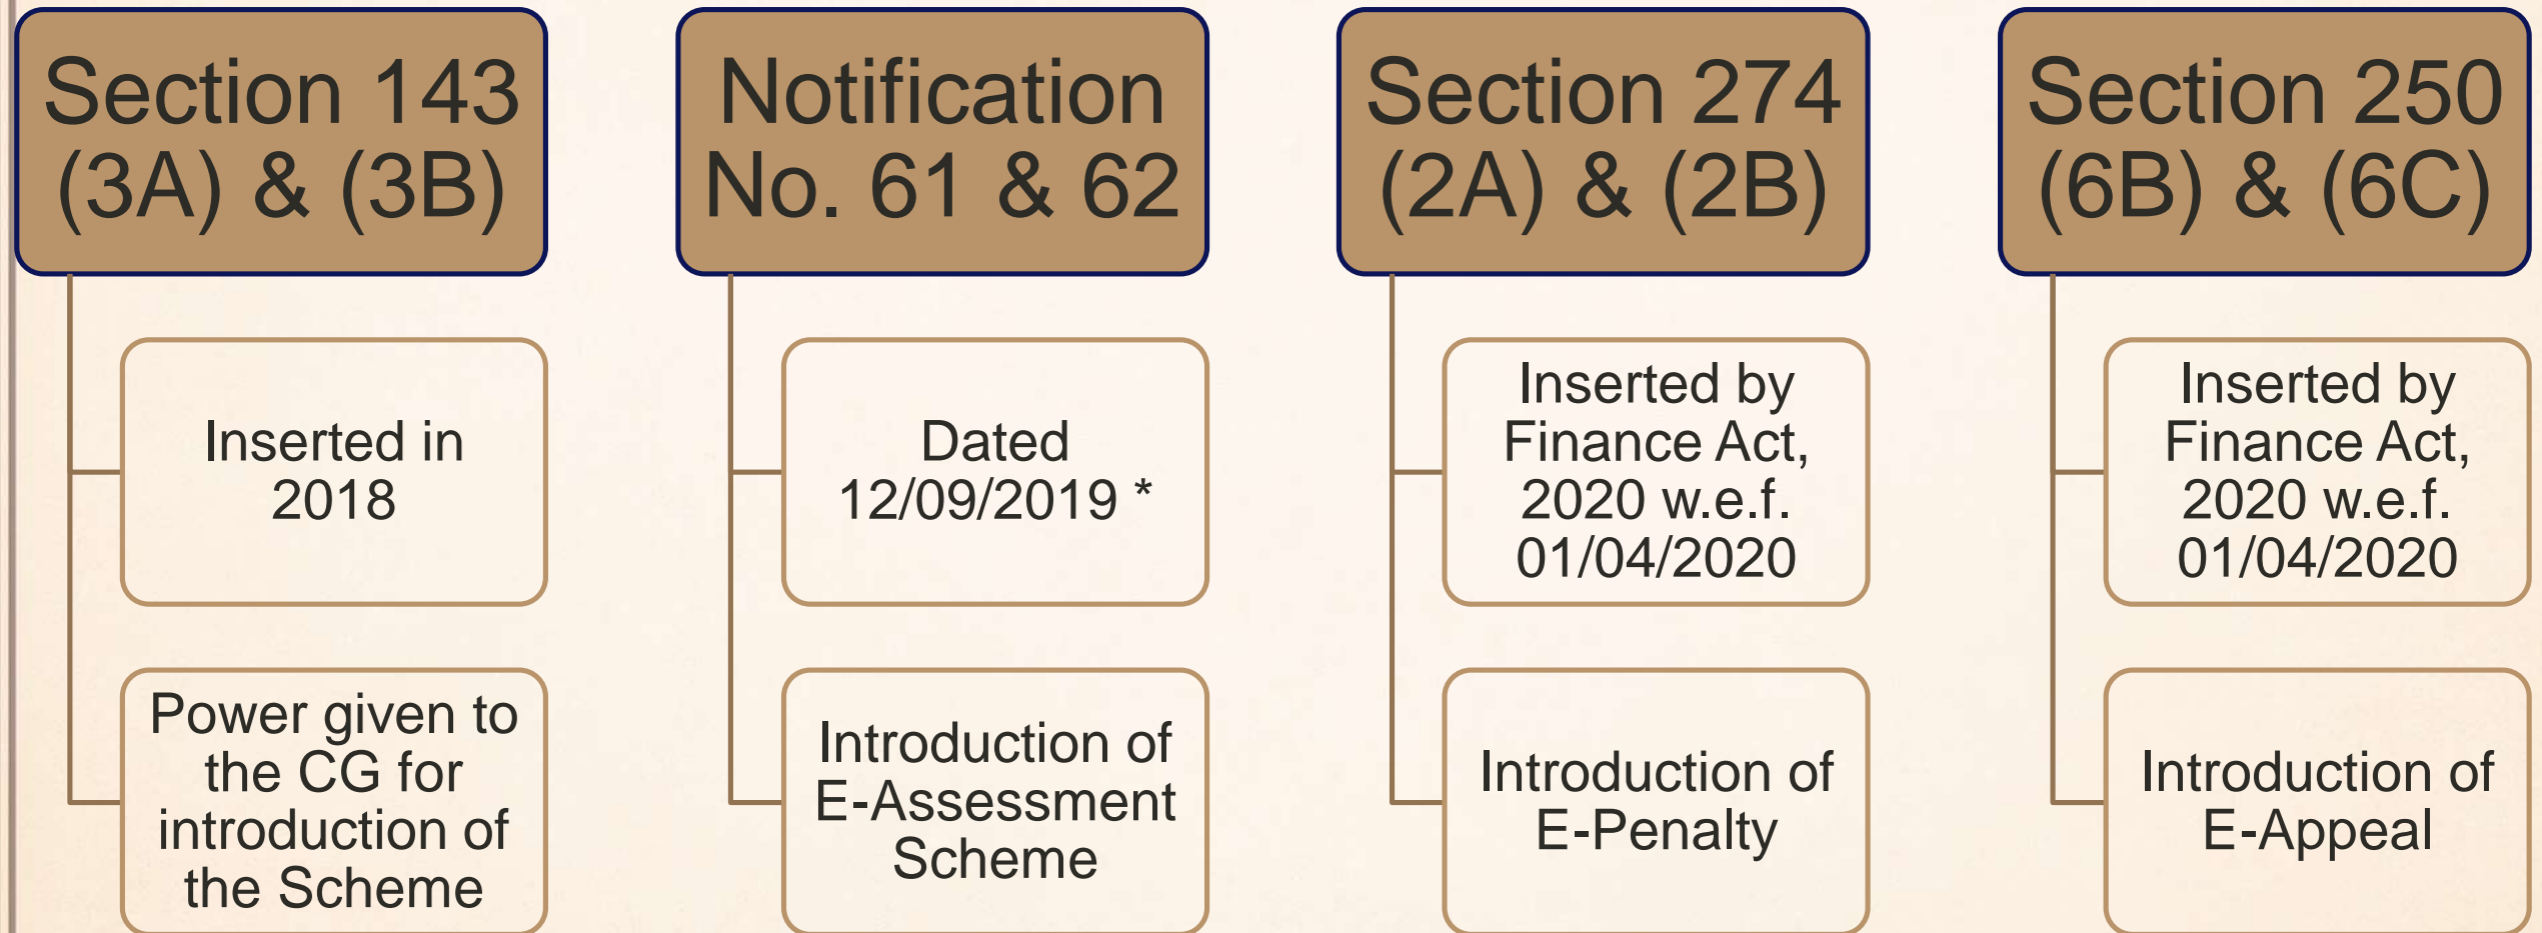 Section 143
(3A) & (3B)
Inserted in
2018
Power given to
the CG for
introduction of
the Scheme
Notification
No. 61 & 62
Dated
12/09/2019 *
Introduction of
E-Assessment
Scheme
Section 274
(2A) & (2B)
Inserted by
Finance Act,
2020 w.e.f.
01/04/2020
Introduction of
E-Penalty
Section 250
(6B) & (6C)
Inserted by
Finance Act,
2020 w.e.f.
01/04/2020
Introduction of
E-Appeal